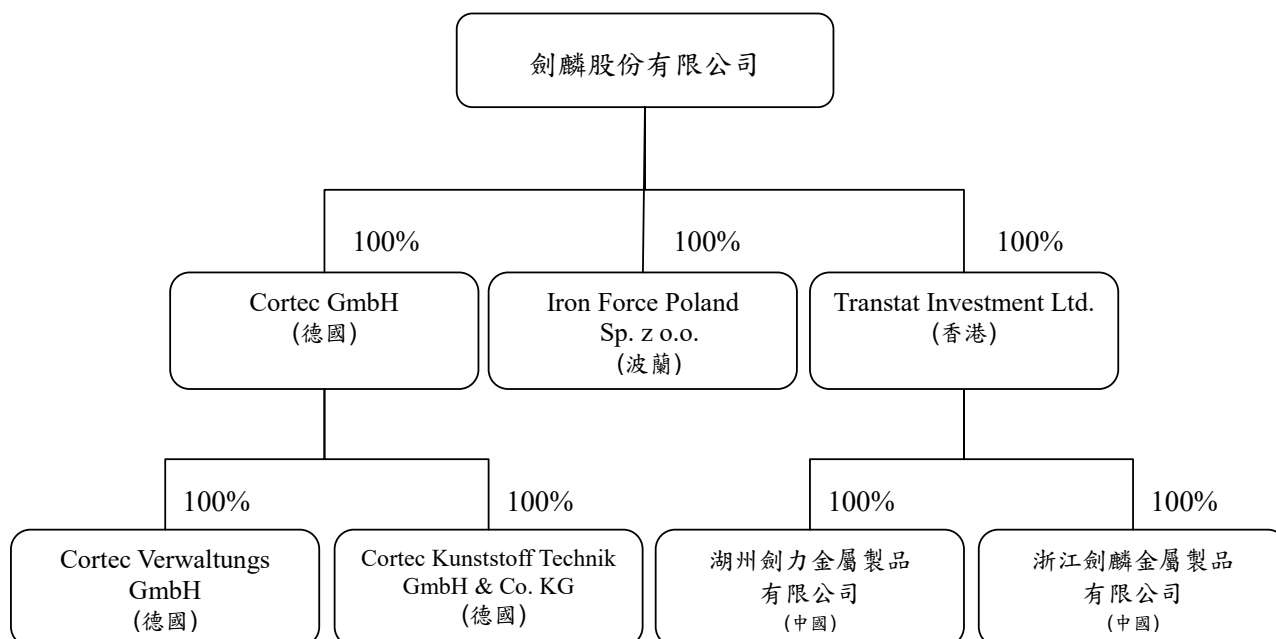 劍麟股份有限公司
100%
100%
100%
Cortec GmbH
(德國)
Iron Force Poland
Sp. z o.o.
(波蘭)
Transtat Investment Ltd.
(香港)
100%
100%
100%
100%
Cortec Verwaltungs
GmbH
(德國)
Cortec Kunststoff Technik
GmbH & Co. KG
(德國)
湖州劍力金屬製品
有限公司
(中國)
浙江劍麟金屬製品
有限公司
(中國)